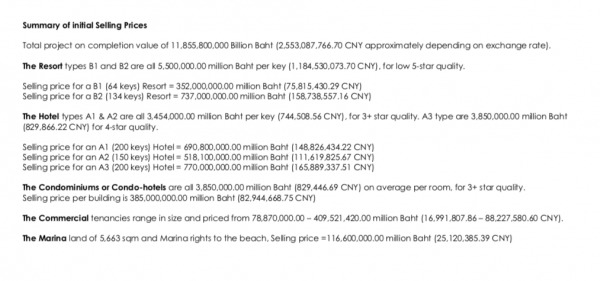 Summary of initial Selling Prices
Total project on completion value of 11,855,800,000 Billion Baht (2,553,087,766.70 CNY approximately depending on exchange rate).
The Resort types B1 and B2 are all 5,500,000.00 million Baht per key (1,184,530,073.70 CNY), for low 5-star quality.
Selling price for a B1 (64 keys) Resort = 352,000,000.00 million Baht (75,815,430.29 CNY)
Selling price for a B2 (134 keys) Resort = 737,000,000.00 million Baht (158,738,557.16 CNY)
The Hotel types A1 & A2 are all 3,454,000.00 million Baht per key (744,508.56 CNY), for 3+ star quality. A3 type are 3,850,000.00 million Baht
(829,866.22 CNY) for 4-star quality.
Selling price for an A1 (200 keys) Hotel = 690,800,000.00 million Baht (148,826,434.22 CNY)
Selling price for an A2 (150 keys) Hotel = 518,100,000.00 million Baht (111,619,825.67 CNY)
Selling price for an A3 (200 keys) Hotel = 770,000,000.00 million Baht (165,889,337.51 CNY)
The Condominiums or Condo-hotels are all 3,850,000.00 million Baht (829,446.69 CNY) on average per room, for 3+ star quality.
Selling price per building is 385,000,000.00 million Baht (82,944,668.75 CNY)
The Commercial tenancies range in size and priced from 78,870,000.00 – 409,521,420.00 million Baht (16,991,807.86 – 88,227,580.60 CNY).
The Marina land of 5,663 sqm and Marina rights to the beach, Selling price =116,600,000.00 million Baht (25,120,385.39 CNY)